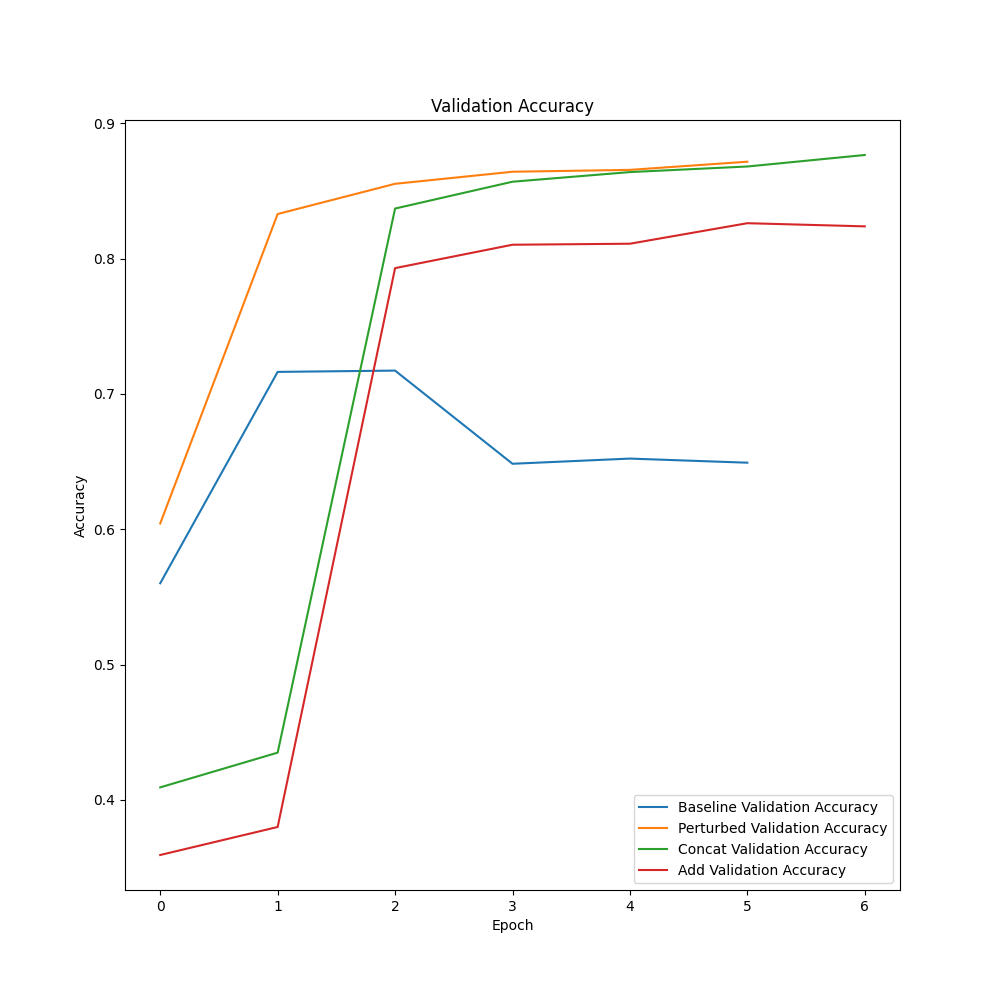 Validation Accuracy
0.9
0.8
0.7
0.6
0.5
0.4
Accuracy
0 1 2 3 4 5 6
Epoch
Baseline Validation Accuracy
Perturbed Validation Accuracy
Concat Validation Accuracy
Add Validation Accuracy